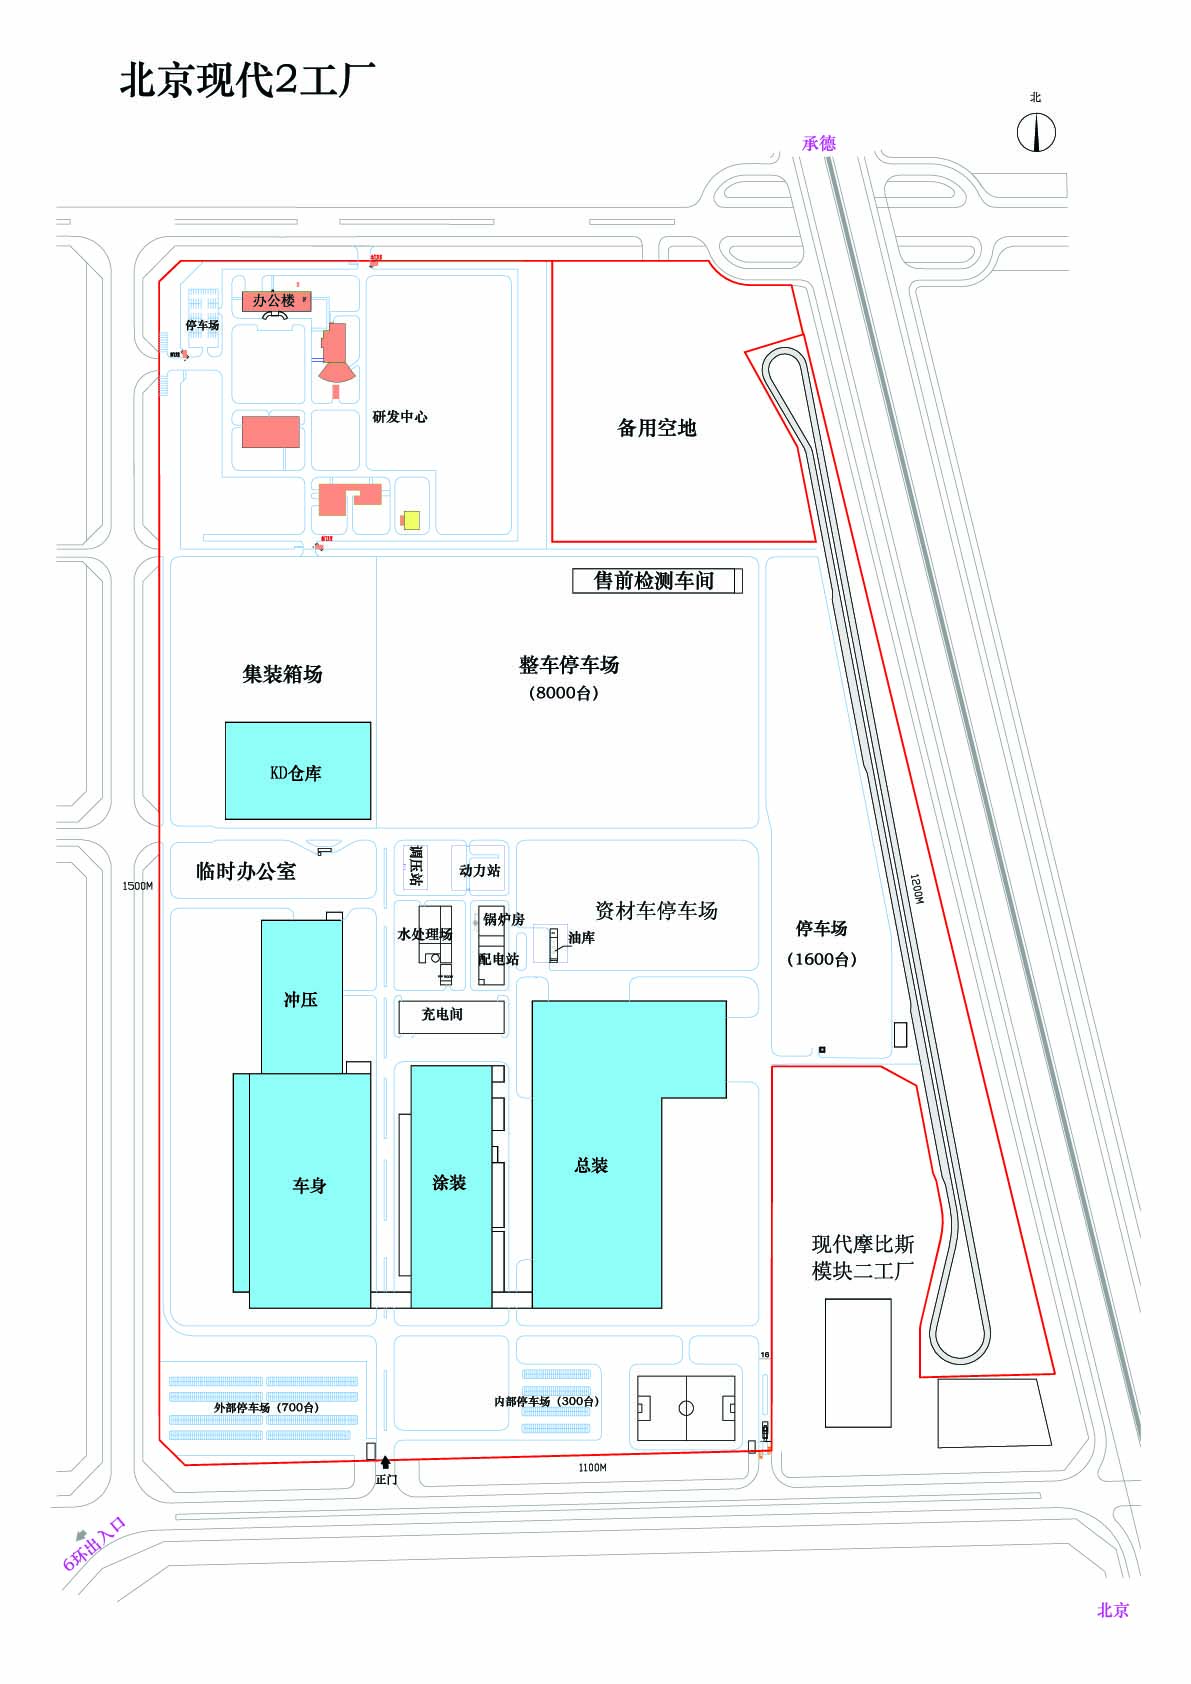 北京现代2工厂
北
承德
办公楼
停车场
研发中心
备用空地
售前检测车间
集装箱场
整车停车场
(8000台)
KD仓库
临时办公室
调压站
动力站
1500M
1200M
资材车停车场
锅炉房
水处理场
油库
配电站
停车场
(1600台)
冲压
充电间
车身
涂装
总装
现代摩比斯
模块二工厂
16
外部停车场（700台）
内部停车场（300台）
1100M
正门
6环出入口
北京